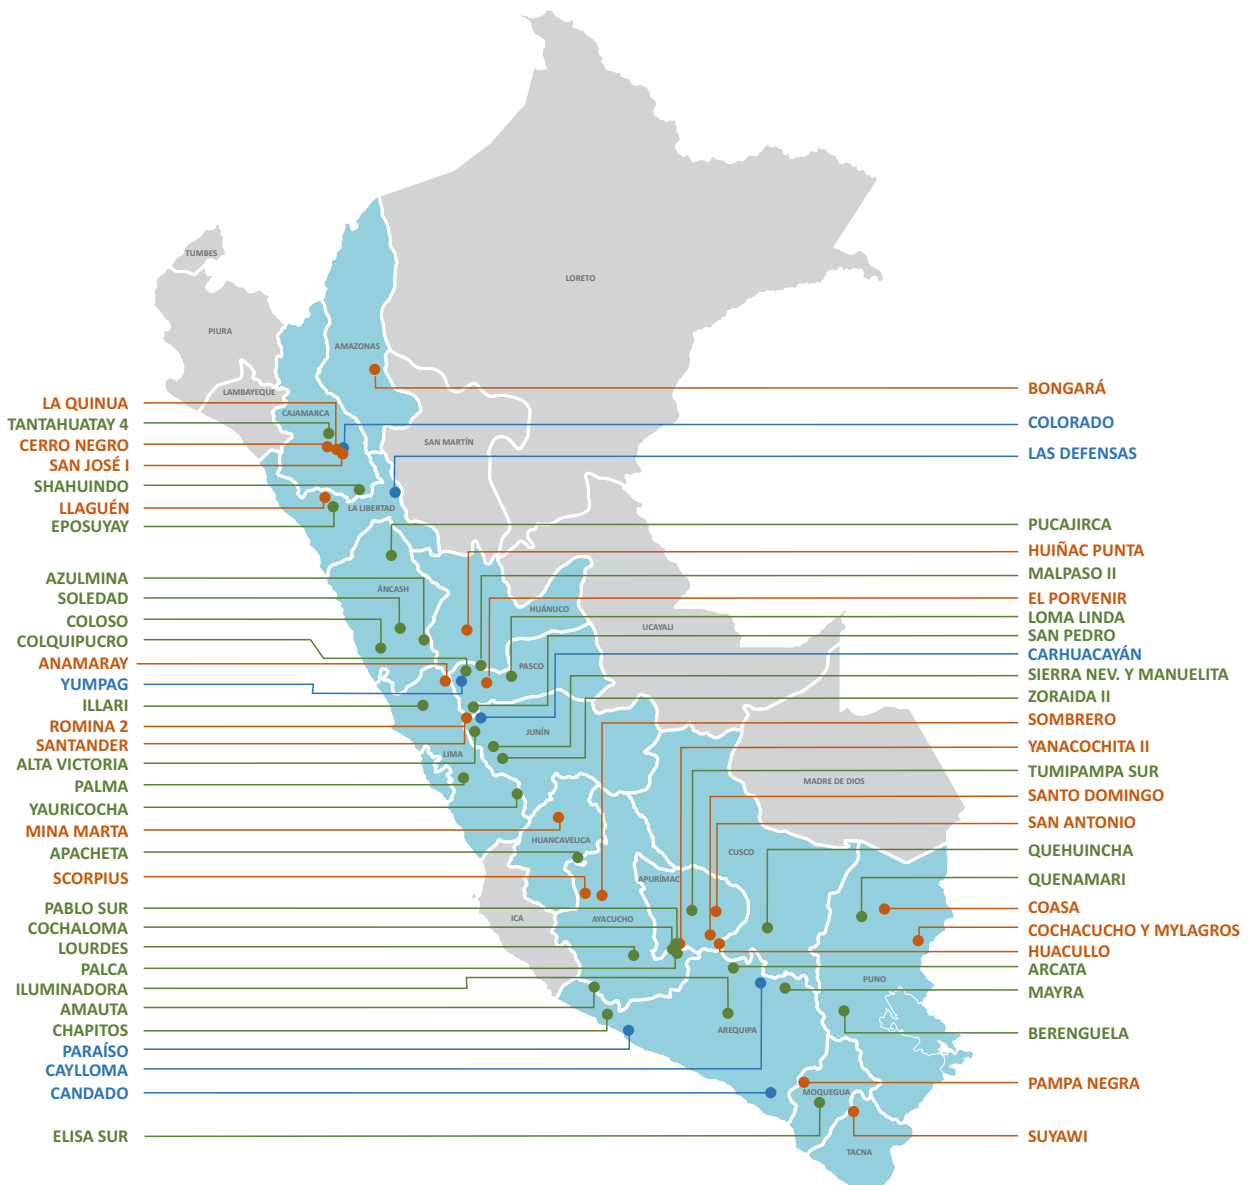 TUMBES
LORETO
PIURA
AMAZONAS
LAMBAYEQUE
CAJAMARCA
SAN MARTÍN
LA LIBERTAD
ÁNCASH
HUÁNUCO
UCAYALI
PASCO
JUNÍN
LIMA
MADRE DE DIOS
HUANCAVELICA
CUSCO
APURÍMAC
ICA
AYACUCHO
PUNO
AREQUIPA
MOQUEGUA
TACNA
LA QUINUA
TANTAHUATAY 4
CERRO NEGRO
SAN JOSÉ I
SHAHUINDO
LLAGUÉN
EPOSUYAY
AZULMINA
SOLEDAD
COLOSO
COLQUIPUCRO
ANAMARAY
YUMPAG
ILLARI
ROMINA 2
SANTANDER
ALTA VICTORIA
PALMA
YAURICOCHA
MINA MARTA
APACHETA
SCORPIUS
PABLO SUR
COCHALOMA
LOURDES
PALCA
ILUMINADORA
AMAUTA
CHAPITOS
PARAÍSO
CAYLLOMA
CANDADO
ELISA SUR
BONGARÁ
COLORADO
LAS DEFENSAS
PUCAJIRCA
HUIÑAC PUNTA
MALPASO II
EL PORVENIR
LOMA LINDA
SAN PEDRO
CARHUACAYÁN
SIERRA NEV. Y MANUELITA
ZORAIDA II
SOMBRERO
YANACOCHITA II
TUMIPAMPA SUR
SANTO DOMINGO
SAN ANTONIO
QUEHUINCHA
QUENAMARI
COASA
COCHACUCHO Y MYLAGROS
HUACULLO
ARCATA
MAYRA
BERENGUELA
PAMPA NEGRA
SUYAWI